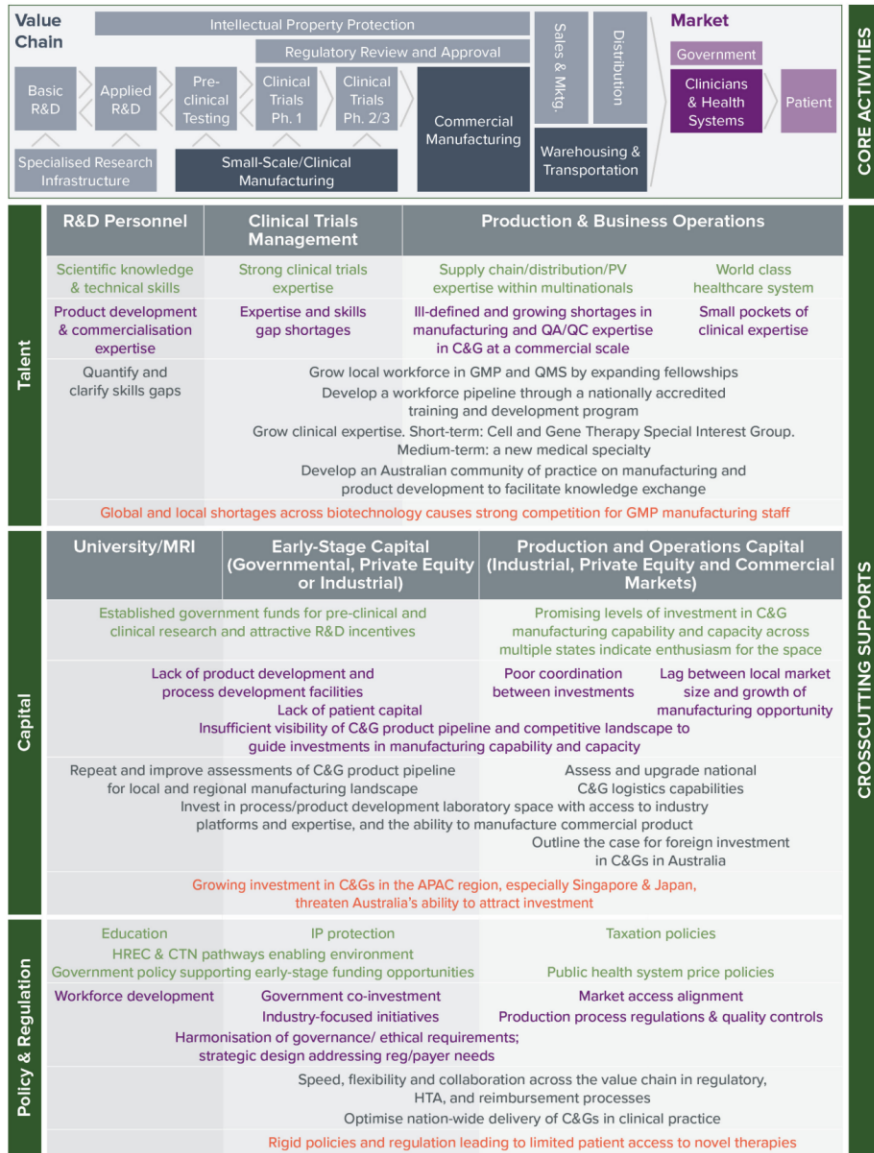 Value
Chain
Intellectual Property Protection
Regulatory Review and Approval
Basic
R&D
Applied
R&D
Pre-
clinical
Testing
Clinical
Trials
Ph. 1
Clinical
Trials
Ph. 2/3
Commercial
Manufacturing
Specialised Research
Infrastructure
Small-Scale/Clinical
Manufacturing
Sales & Mktg.
Distribution
Warehousing &
Transportation
Market
Government
Clinicians
& Health
Systems
Patient
CORE ACTIVITIES
Talent
R&D Personnel
Clinical Trials
Management
Production & Business Operations
Scientific knowledge
& technical skills
Strong clinical trials
expertise
Supply chain/distribution/PV
expertise within multinationals
World class
healthcare system
Product development
& commercialisation
expertise
Expertise and skills
gap shortages
Ill-defined and growing shortages in
manufacturing and QA/QC expertise
in C&G at a commercial scale
Small pockets of
clinical expertise
Quantify and
clarify skills gaps
Grow local workforce in GMP and QMS by expanding fellowships
Develop a workforce pipeline through a nationally accredited
training and development program
Grow clinical expertise. Short-term: Cell and Gene Therapy Special Interest Group.
Medium-term: a new medical specialty
Develop an Australian community of practice on manufacturing and
product development to facilitate knowledge exchange
Global and local shortages across biotechnology causes strong competition for GMP manufacturing staff
CROSSCUTTING SUPPORTS
Capital
University/MRI
Early-Stage Capital
(Governmental, Private Equity
or Industrial)
Production and Operations Capital
(Industrial, Private Equity and Commercial
Markets)
Established government funds for pre-clinical and
clinical research and attractive R&D incentives
Promising levels of investment in C&G
manufacturing capability and capacity across
multiple states indicate enthusiasm for the space
Lack of product development and
process development facilities
Lack of patient capital
Poor coordination
between investments
Lag between local market
size and growth of
manufacturing opportunity
Insufficient visibility of C&G product pipeline and competitive landscape to
guide investments in manufacturing capability and capacity
Repeat and improve assessments of C&G product pipeline
for local and regional manufacturing landscape
Assess and upgrade national
C&G logistics capabilities
Invest in process/product development laboratory space with access to industry
platforms and expertise, and the ability to manufacture commercial product
Outline the case for foreign investment
in C&Gs in Australia
Growing investment in C&Gs in the APAC region, especially Singapore & Japan,
threaten Australia's ability to attract investment
Policy & Regulation
Education
IP protection
Taxation policies
HREC & CTN pathways enabling environment
Government policy supporting early-stage funding opportunities
Public health system price policies
Workforce development
Government co-investment
Market access alignment
Industry-focused initiatives
Production process regulations & quality controls
Harmonisation of governance/ ethical requirements;
strategic design addressing reg/payer needs
Speed, flexibility and collaboration across the value chain in regulatory,
HTA, and reimbursement processes
Optimise nation-wide delivery of C&Gs in clinical practice
Rigid policies and regulation leading to limited patient access to novel therapies